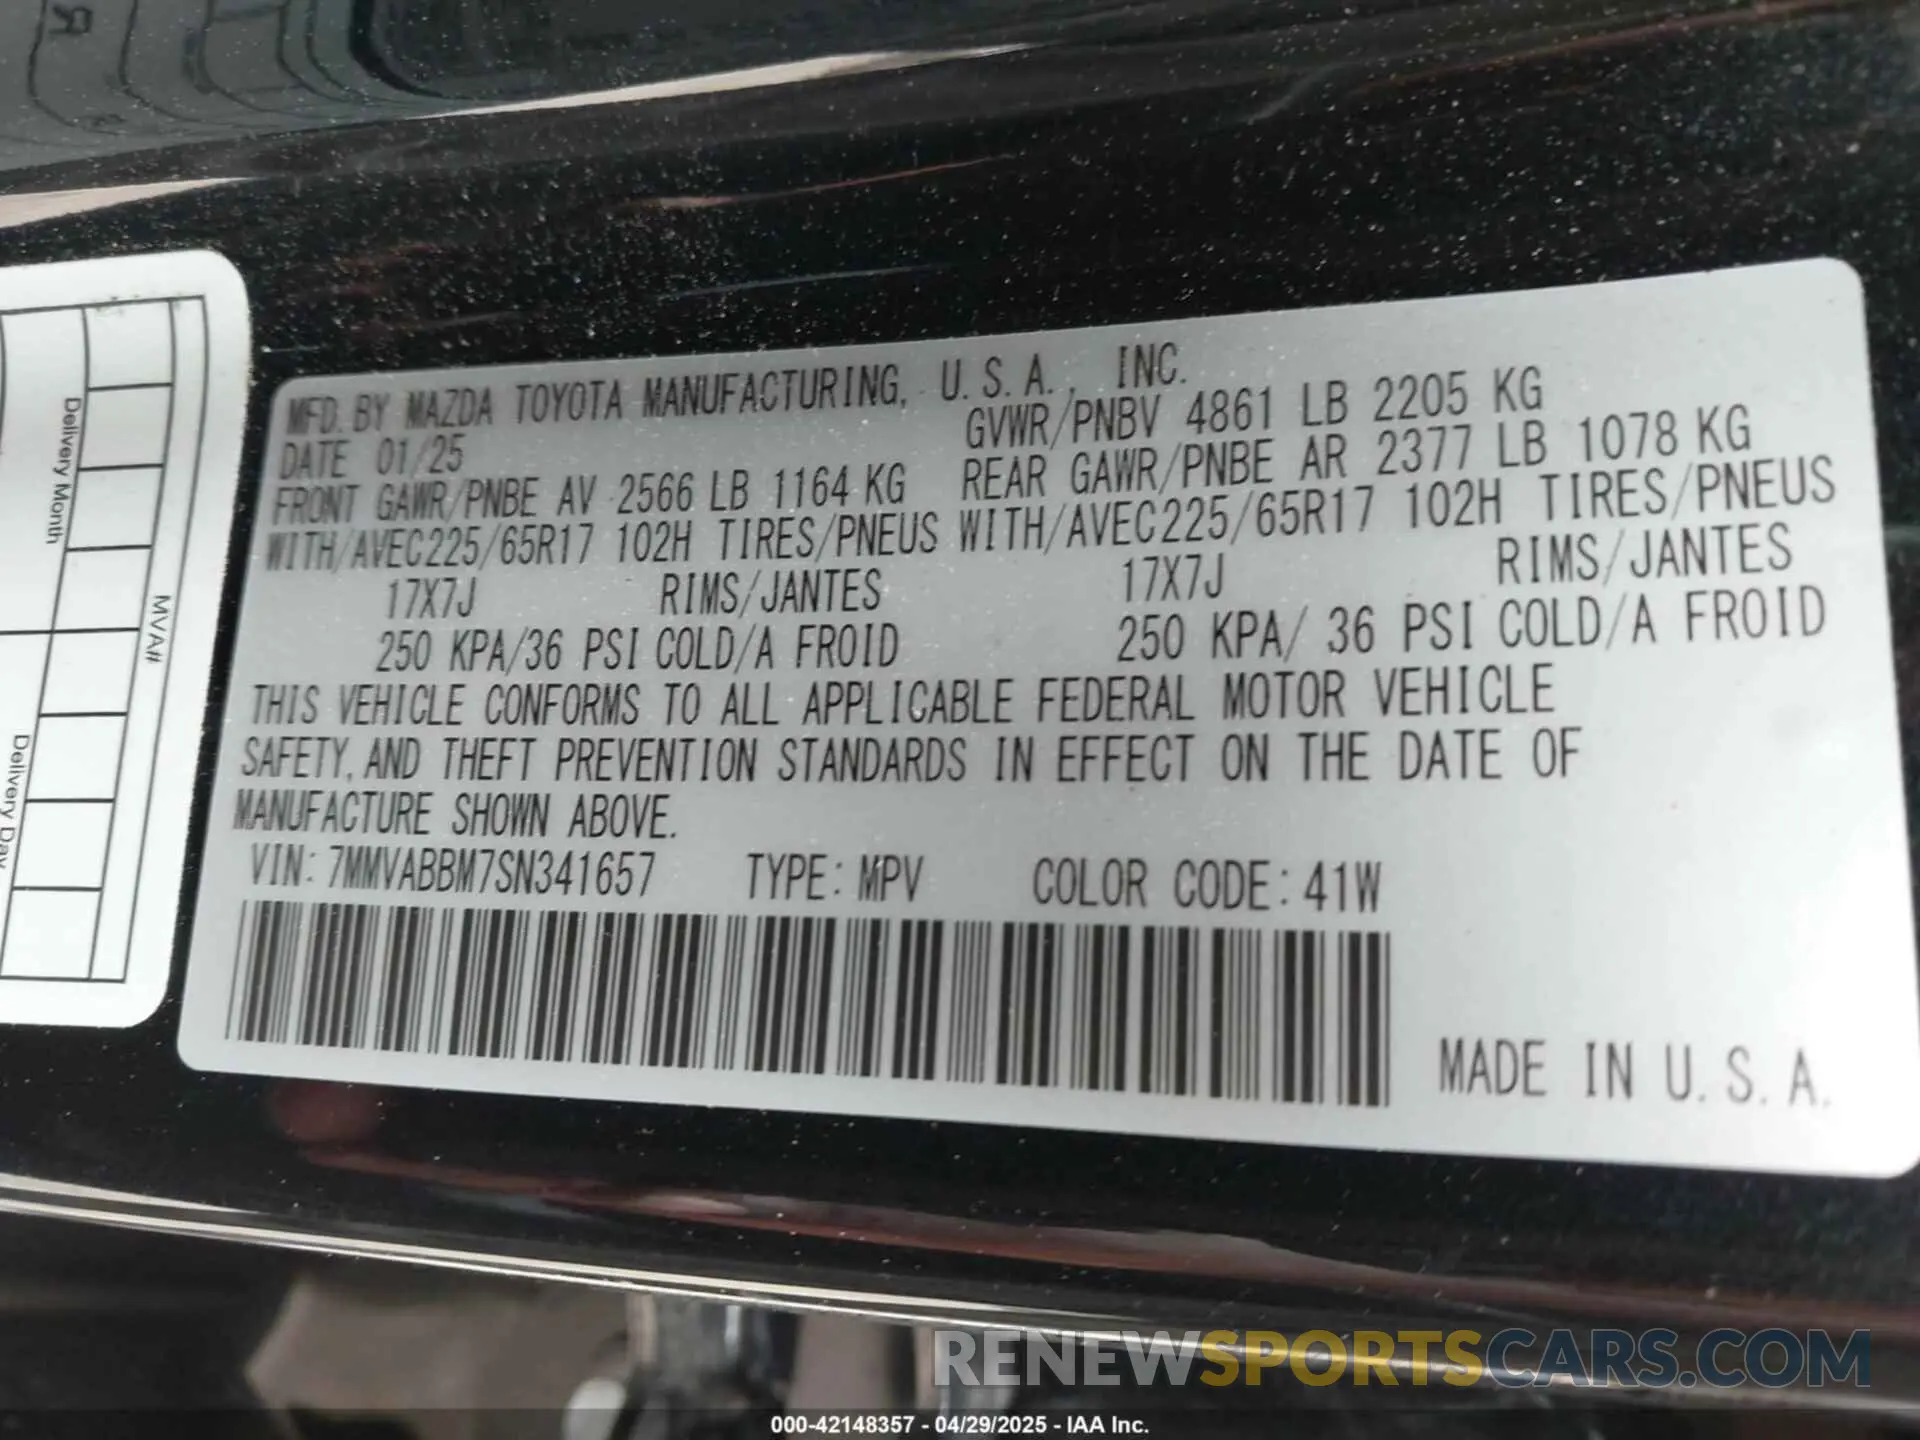 MFD. BY MAZDA TOYOTA MANUFACTURING, U.S.A., INC.
DATE 01/25 GVWR/PNBV 4861 LB 2205 KG
FRONT GAWR/PNBE AV 2566 LB 1164 KG REAR GAWR/PNBE AR 2377 LB 1078 KG
WITH/AVEC225/65R17 102H TIRES/PNEUS WITH/AVEC225/65R17 102H TIRES/PNEUS
17X7J RIMS/JANTES 17X7J RIMS/JANTES
250 KPA/36 PSI COLD/A FROID 250 KPA/ 36 PSI COLD/A FROID
THIS VEHICLE CONFORMS TO ALL APPLICABLE FEDERAL MOTOR VEHICLE
SAFETY, AND THEFT PREVENTION STANDARDS IN EFFECT ON THE DATE OF
MANUFACTURE SHOWN ABOVE.
VIN: 7MMVABBM7SN341657 TYPE: MPV COLOR CODE: 41W
MADE IN U.S.A.
Delivery Month
MVA#
Delivery Day
RENEWSPORTSCARS.COM
000-42148357 - 04/29/2025 - IAA Inc.